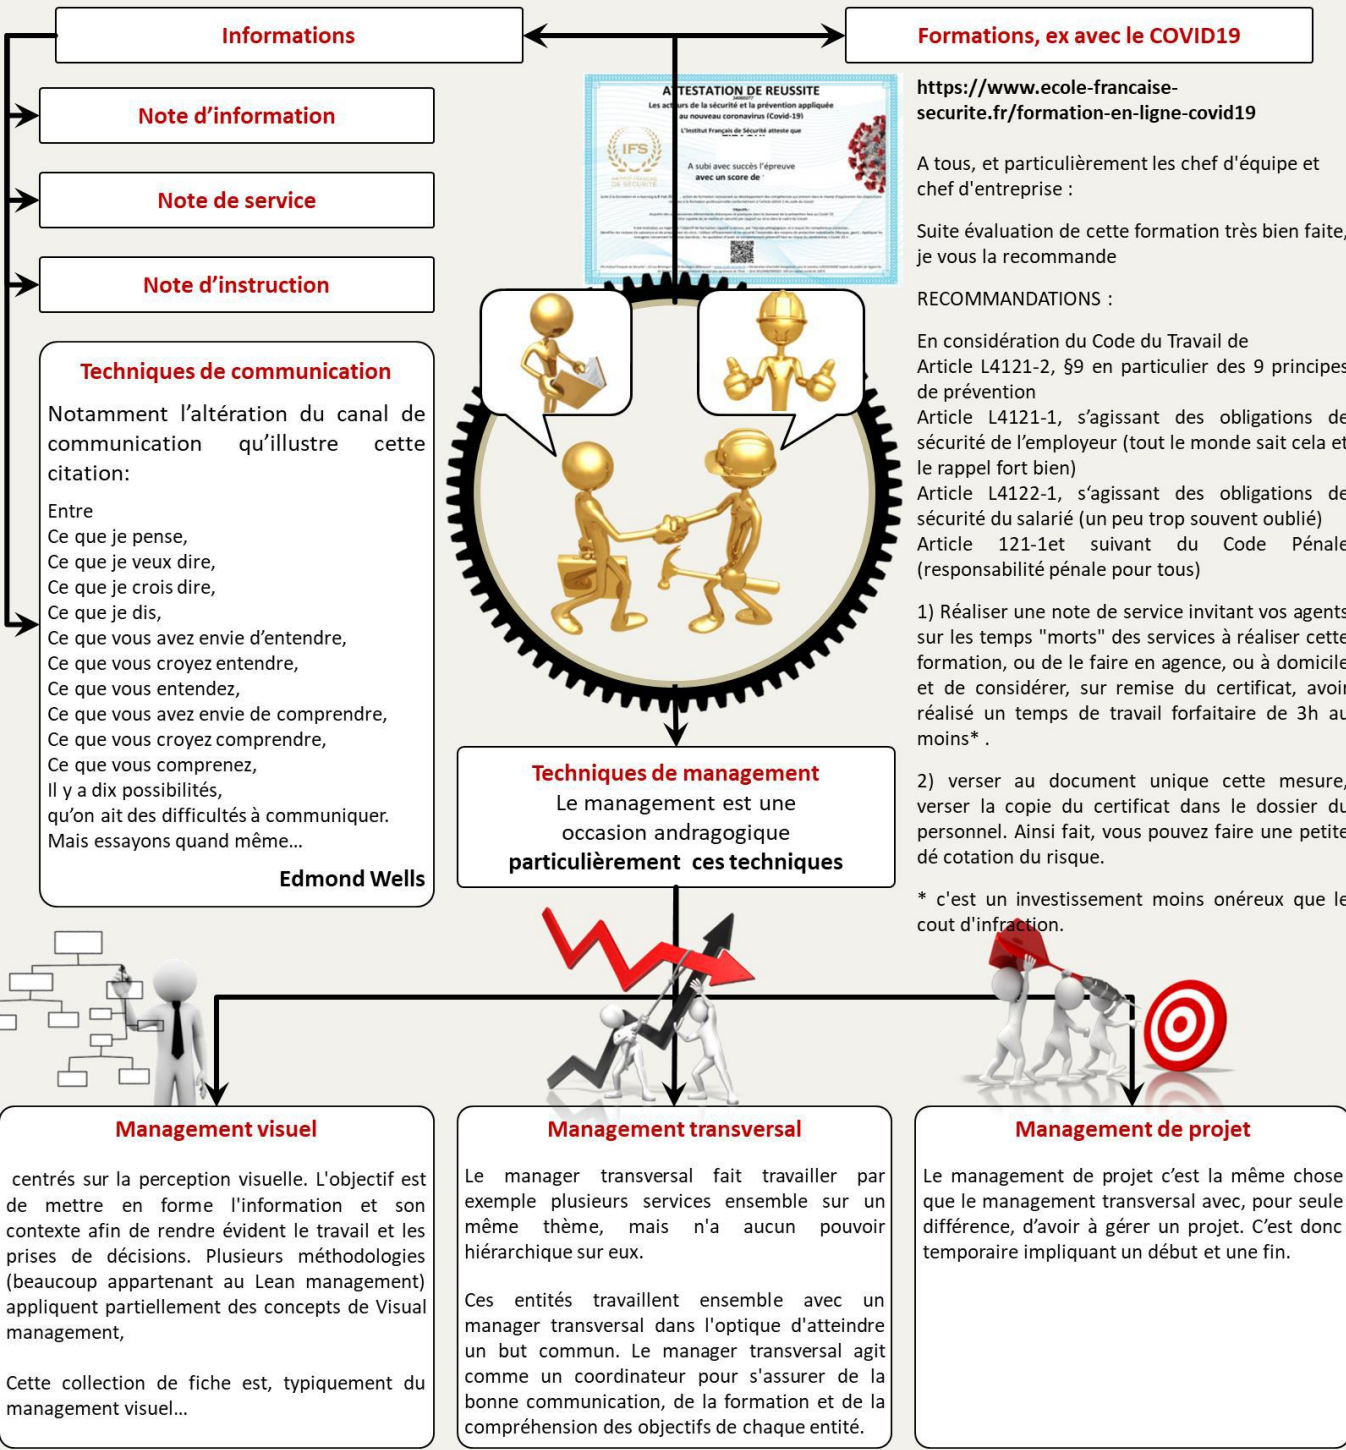 Informations
Formations, ex avec le COVID19
Note d’information
Note de service
Note d’instruction
ATTESTATION DE REUSSITE
Les acteurs de la sécurité et la prévention appliquée
au nouveau coronavirus (Covid-19)
L'Institut Français de Sécurité atteste que
IFS
A subi avec succès l'épreuve
avec un score de
https://www.ecole-francaise-
securite.fr/formation-en-ligne-covid19
A tous, et particulièrement les chef d'équipe et
chef d'entreprise :
Suite évaluation de cette formation très bien faite,
je vous la recommande
RECOMMANDATIONS :
En considération du Code du Travail de
Article L4121-2, §9 en particulier des 9 principes
de prévention
Article L4121-1, s’agissant des obligations de
sécurité de l’employeur (tout le monde sait cela et
le rappel fort bien)
Article L4122-1, s‘agissant des obligations de
sécurité du salarié (un peu trop souvent oublié)
Article 121-1et suivant du Code Pénale
(responsabilité pénale pour tous)
1) Réaliser une note de service invitant vos agents
sur les temps "morts" des services à réaliser cette
formation, ou de le faire en agence, ou à domicile
et de considérer, sur remise du certificat, avoir
réalisé un temps de travail forfaitaire de 3h au
moins* .
2) verser au document unique cette mesure,
verser la copie du certificat dans le dossier du
personnel. Ainsi fait, vous pouvez faire une petite
dé cotation du risque.
* c'est un investissement moins onéreux que le
cout d'infraction.
Techniques de communication
Notamment l’altération du canal de
communication qu’illustre cette
citation:
Entre
Ce que je pense,
Ce que je veux dire,
Ce que je crois dire,
Ce que je dis,
Ce que vous avez envie d’entendre,
Ce que vous croyez entendre,
Ce que vous entendez,
Ce que vous avez envie de comprendre,
Ce que vous croyez comprendre,
Ce que vous comprenez,
Il y a dix possibilités,
qu’on ait des difficultés à communiquer.
Mais essayons quand même…
Edmond Wells
Techniques de management
Le management est une
occasion andragogique
particulièrement ces techniques
Management visuel
centrés sur la perception visuelle. L'objectif est
de mettre en forme l'information et son
contexte afin de rendre évident le travail et les
prises de décisions. Plusieurs méthodologies
(beaucoup appartenant au Lean management)
appliquent partiellement des concepts de Visual
management,
Cette collection de fiche est, typiquement du
management visuel…
Management transversal
Le manager transversal fait travailler par
exemple plusieurs services ensemble sur un
même thème, mais n'a aucun pouvoir
hiérarchique sur eux.
Ces entités travaillent ensemble avec un
manager transversal dans l'optique d'atteindre
un but commun. Le manager transversal agit
comme un coordinateur pour s'assurer de la
bonne communication, de la formation et de la
compréhension des objectifs de chaque entité.
Management de projet
Le management de projet c’est la même chose
que le management transversal avec, pour seule
différence, d’avoir à gérer un projet. C’est donc
temporaire impliquant un début et une fin.